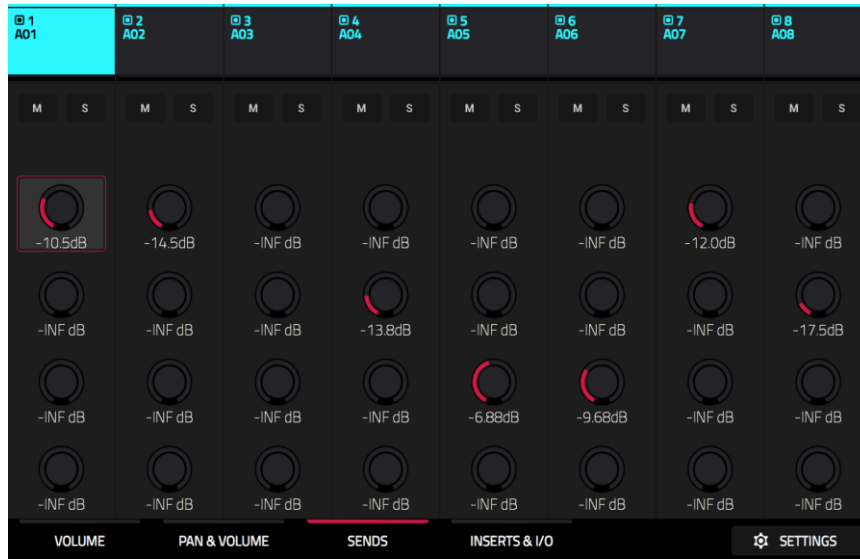 1 2 3 4 5 6 7 8
A01 A02 A03 A04 A05 A06 A07 A08
M S M S M S M S M S M S M S M S
-10.5dB -14.5dB -INF dB -INF dB -INF dB -INF dB -12.0dB -INF dB
-INF dB -INF dB -INF dB -13.8dB -INF dB -INF dB -INF dB -17.5dB
-INF dB -INF dB -INF dB -INF dB -6.88dB -9.68dB -INF dB -INF dB
-INF dB -INF dB -INF dB -INF dB -INF dB -INF dB -INF dB -INF dB
VOLUME PAN & VOLUME SENDS INSERTS & I/O SETTINGS